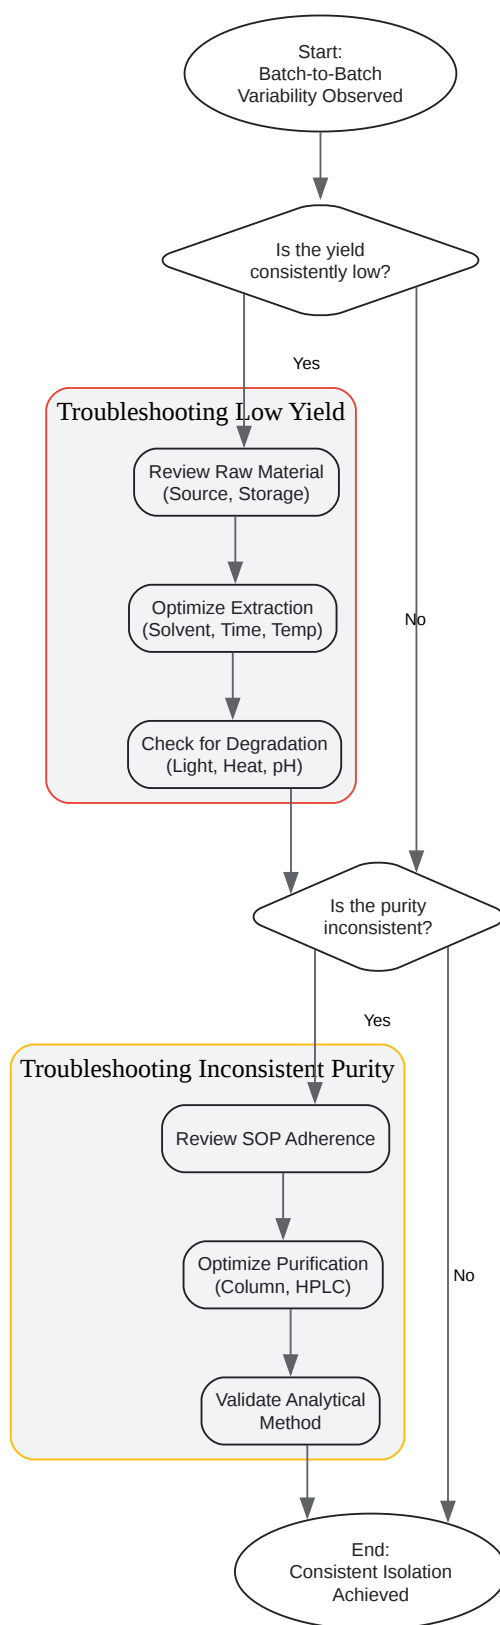 Start:
Batch-to-Batch
Variability Observed
Is the yield
consistently low?
Yes
Troubleshooting Low Yield
Review Raw Material
(Source, Storage)
Optimize Extraction
(Solvent, Time, Temp)
No
Check for Degradation
(Light, Heat, pH)
Is the purity
inconsistent?
Yes
Troubleshooting Inconsistent Purity
Review SOP Adherence
Optimize Purification
(Column, HPLC)
No
Validate Analytical
Method
End:
Consistent Isolation
Achieved